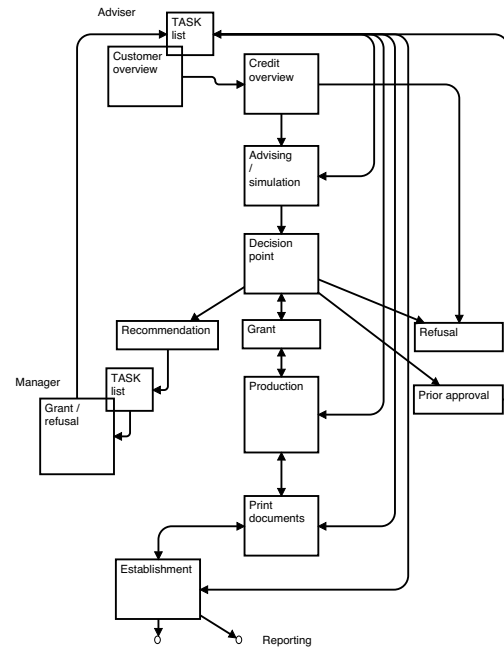 Adviser
TASK
list
Customer
overview
Credit
overview
Advising
/
simulation
Decision
point
Recommendation
Grant
Refusal
Manager
TASK
list
Grant /
refusal
Production
Prior approval
Print
documents
Establishment
Reporting